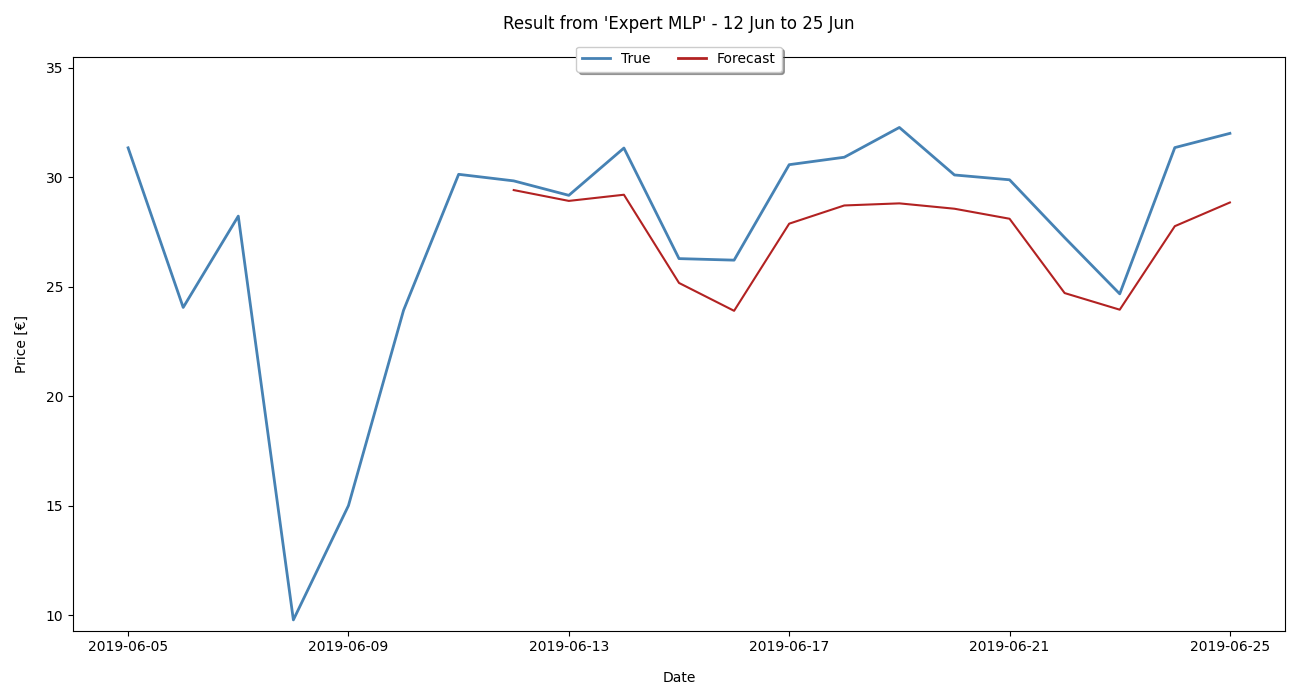 Result from 'Expert MLP' - 12 Jun to 25 Jun
True Forecast
35
30
25
20
15
10
Price [€]
2019-06-05 2019-06-09 2019-06-13 2019-06-17 2019-06-21 2019-06-25
Date